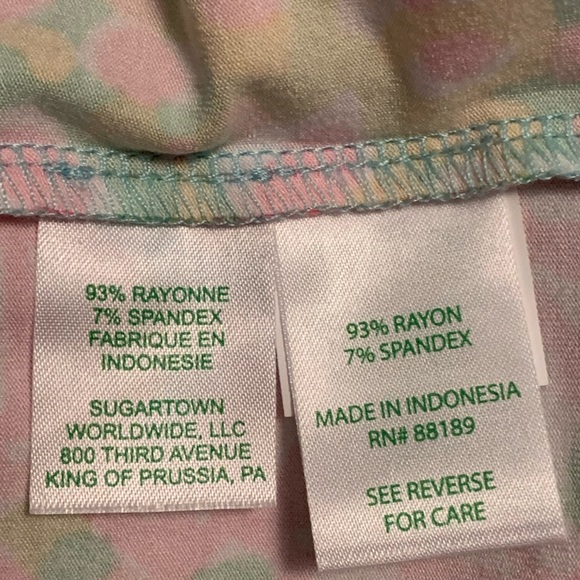 93% RAYONNE
7% SPANDEX
FABRIQUE EN
INDONESIE
SUGARTOWN
WORLDWIDE, LLC
800 THIRD AVENUE
KING OF PRUSSIA, PA
93% RAYON
7% SPANDEX
MADE IN INDONESIA
RN# 88189
SEE REVERSE
FOR CARE